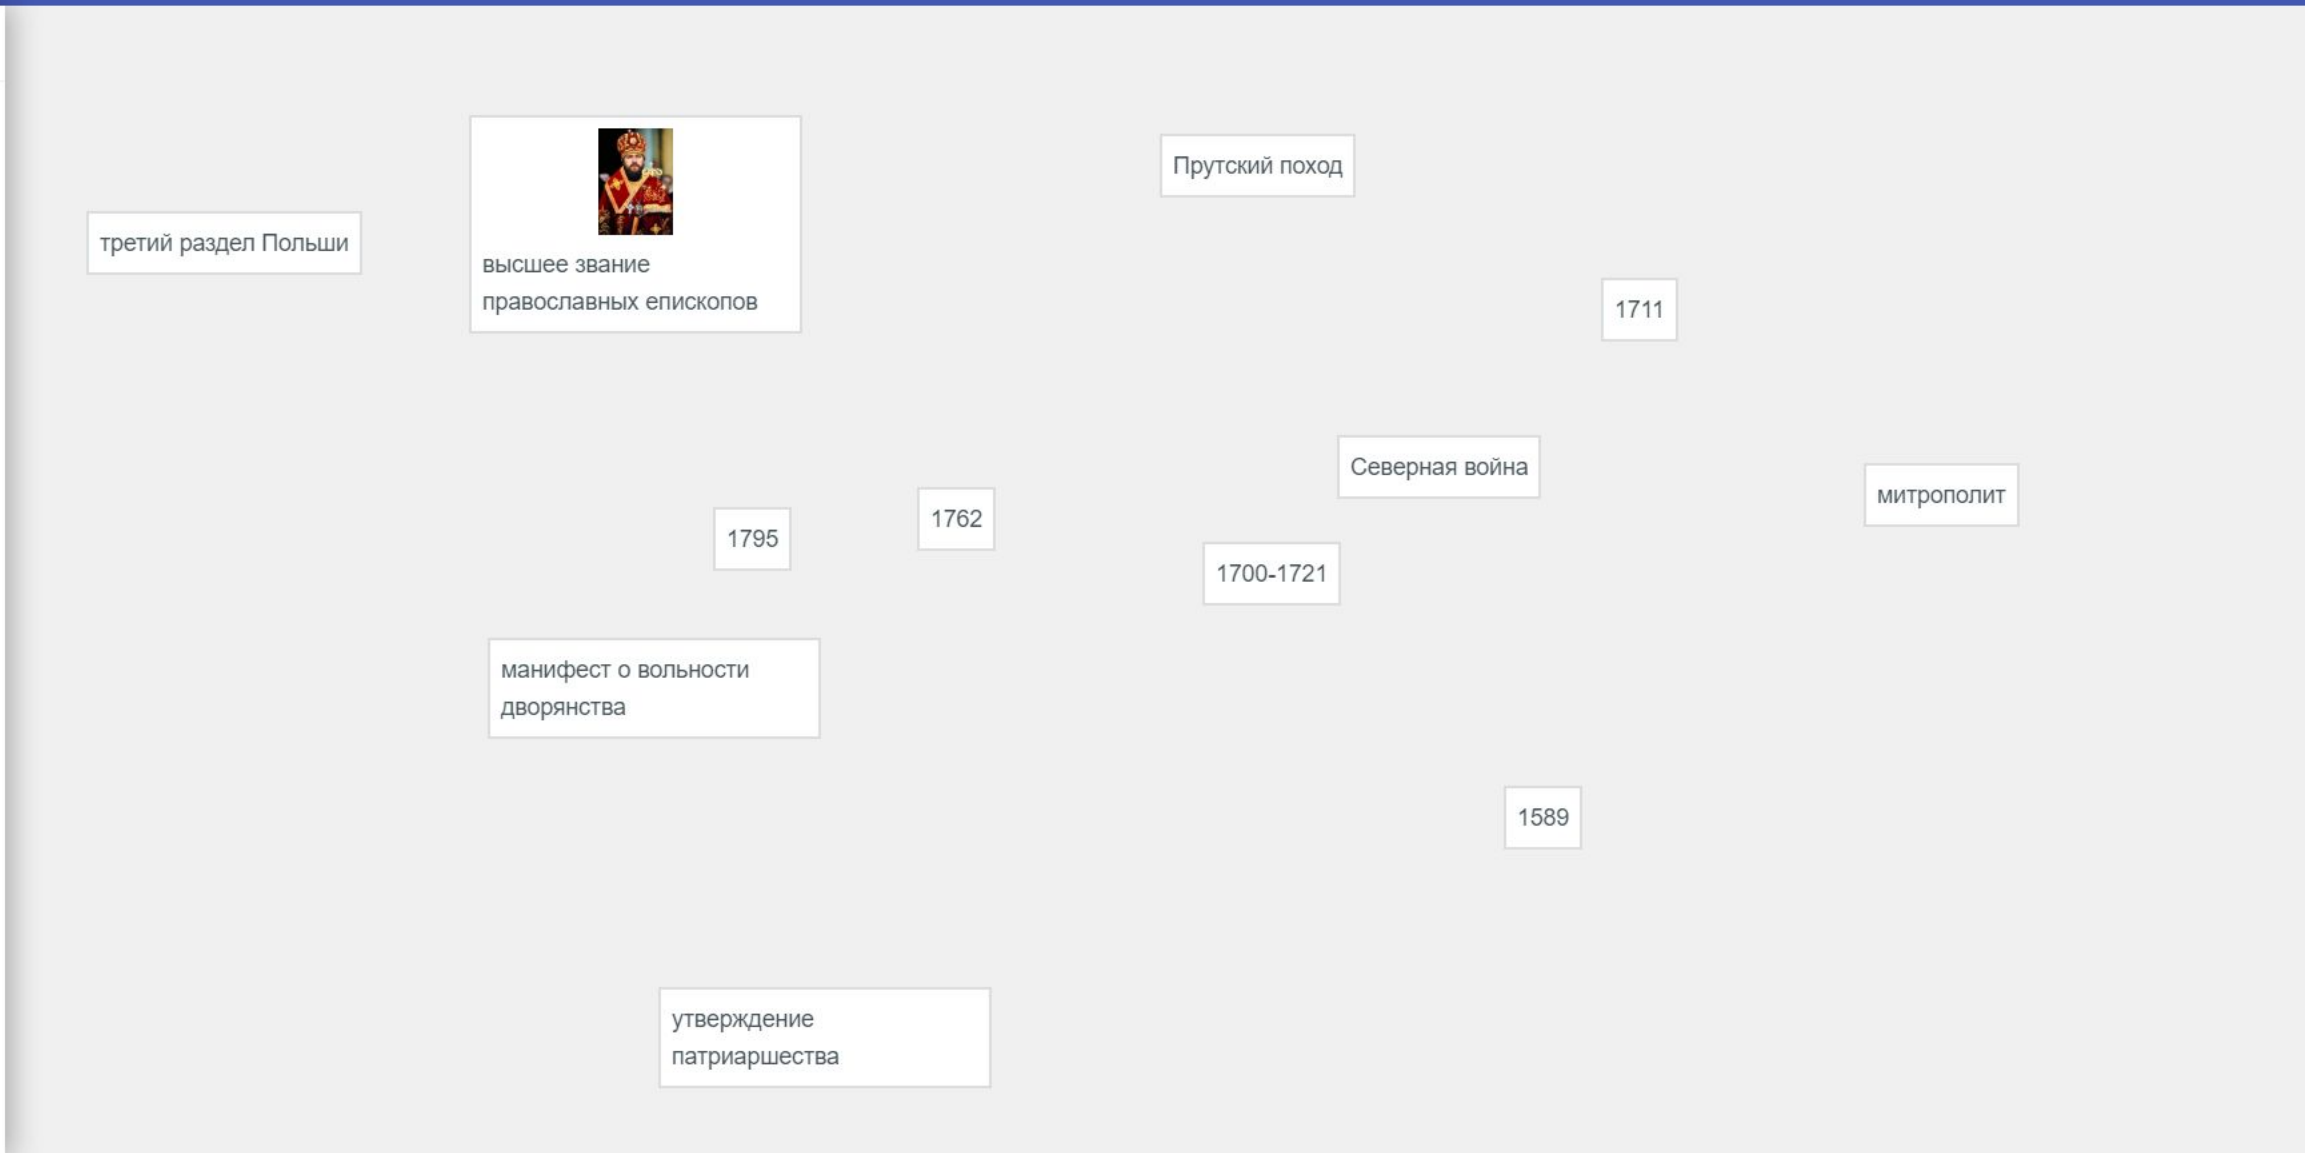 Прутский поход
третий раздел Польши
высшее звание
православных епископов
1711
Северная война
митрополит
1762
1795
1700-1721
манифест о вольности
дворянства
1589
утверждение
патриаршества